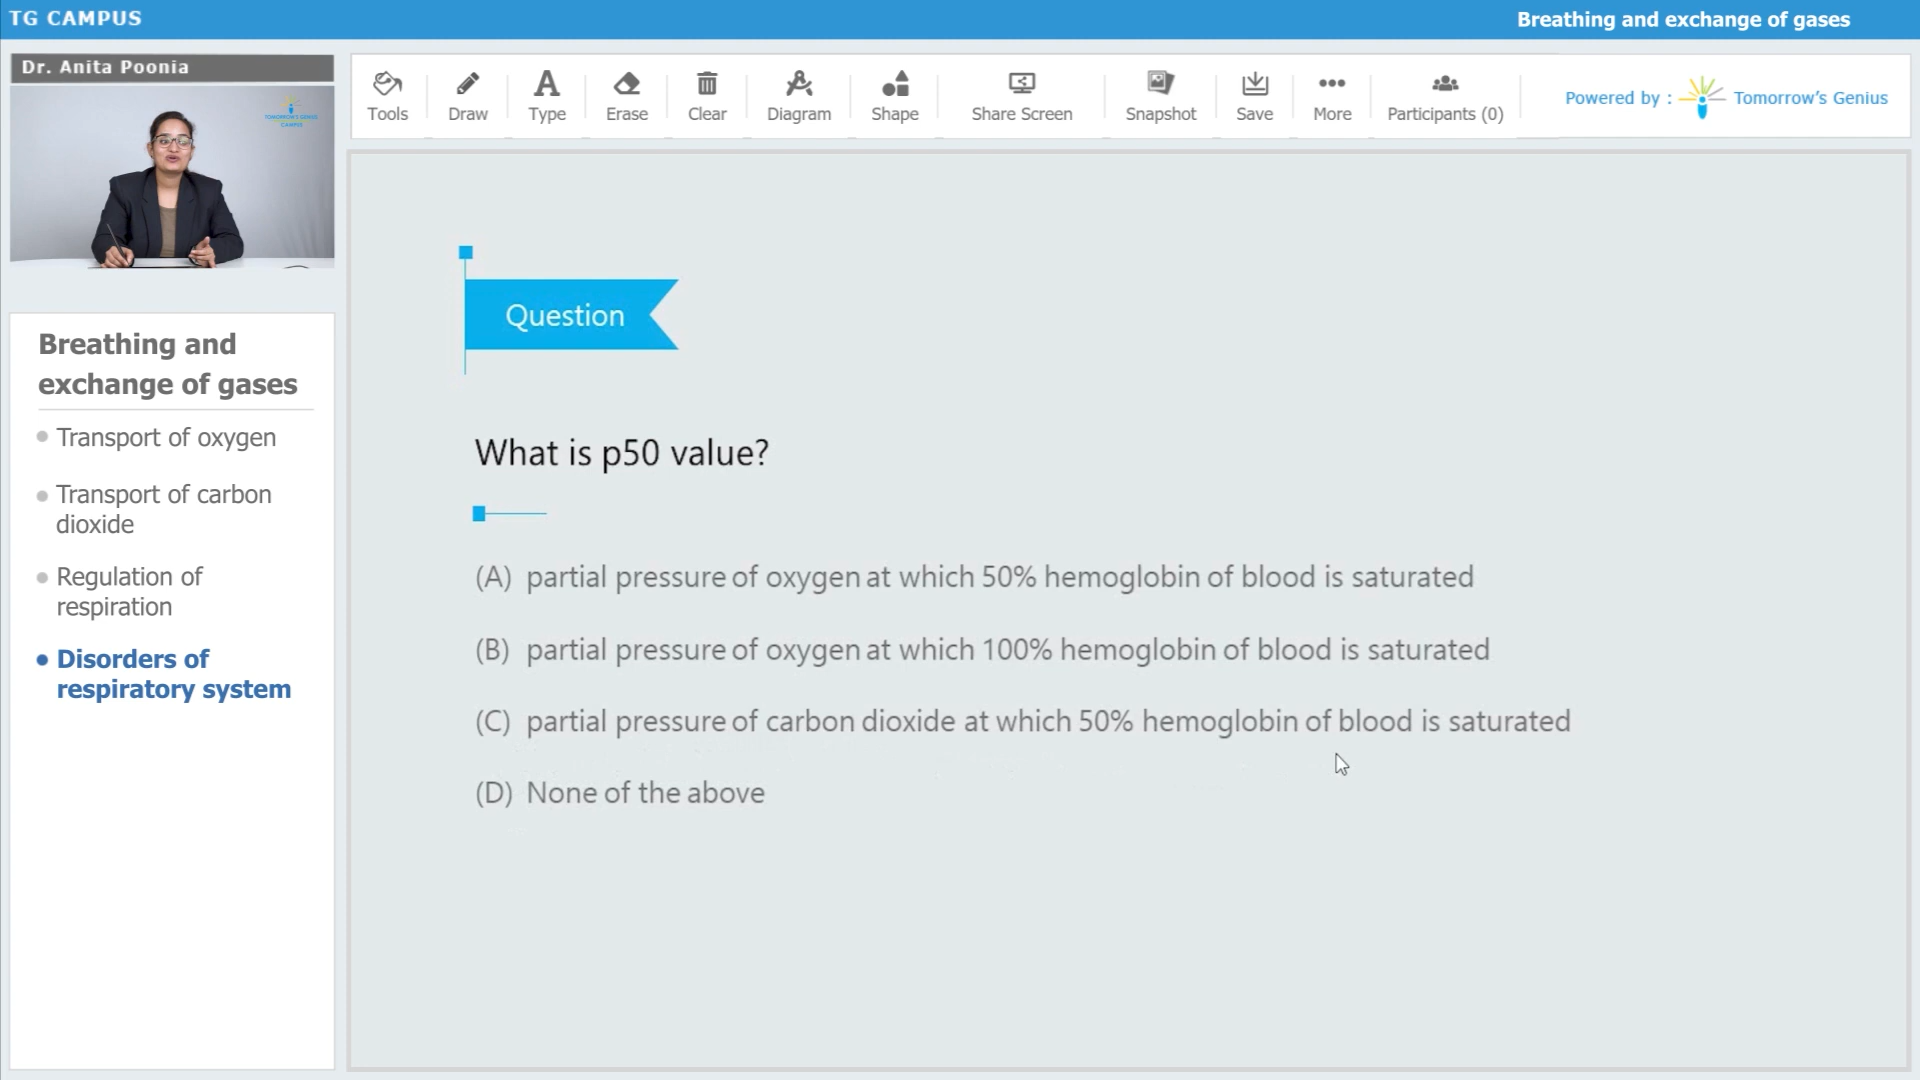 TG CAMPUS
Breathing and exchange of gases
Dr. Anita Poonia
TOMORROW'S GENIUS
CAMPUS
Tools
Draw
Type
Erase
Clear
Diagram
Shape
Share Screen
Snapshot
Save
More
Participants (0)
Powered by :
Tomorrow's Genius
Breathing and
exchange of gases
Transport of oxygen
Transport of carbon
dioxide
Regulation of
respiration
Disorders of
respiratory system
Question
What is p50 value?
(A) partial pressure of oxygen at which 50% hemoglobin of blood is saturated
(B) partial pressure of oxygen at which 100% hemoglobin of blood is saturated
(C) partial pressure of carbon dioxide at which 50% hemoglobin of blood is saturated
(D) None of the above